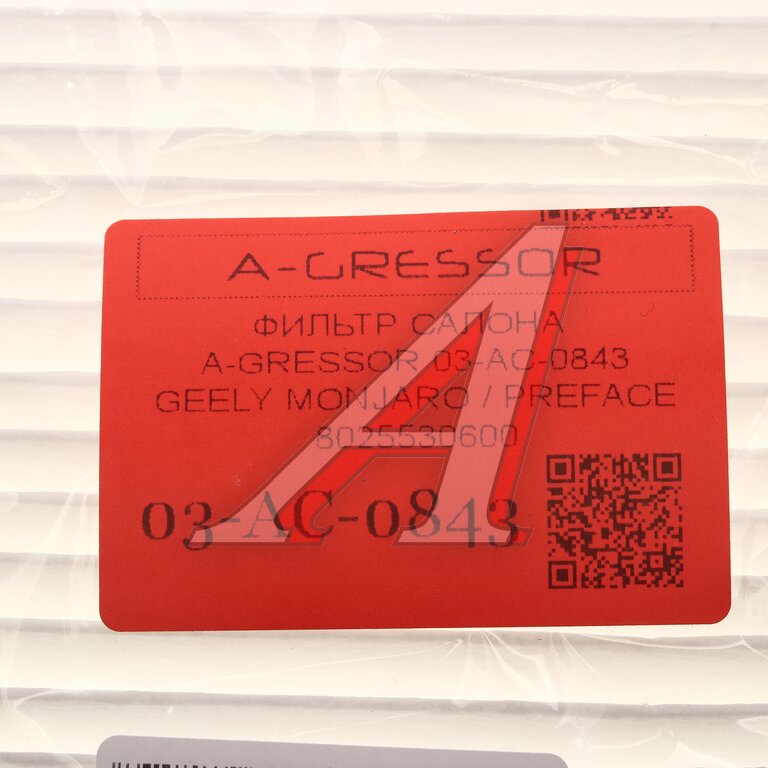 A-GRESSOR
ФИЛЬТР САЛОНА
A-GRESSOR 03-AC-0843
GEELY MONJARO / PREFACE
8025530600
03-AC-0843